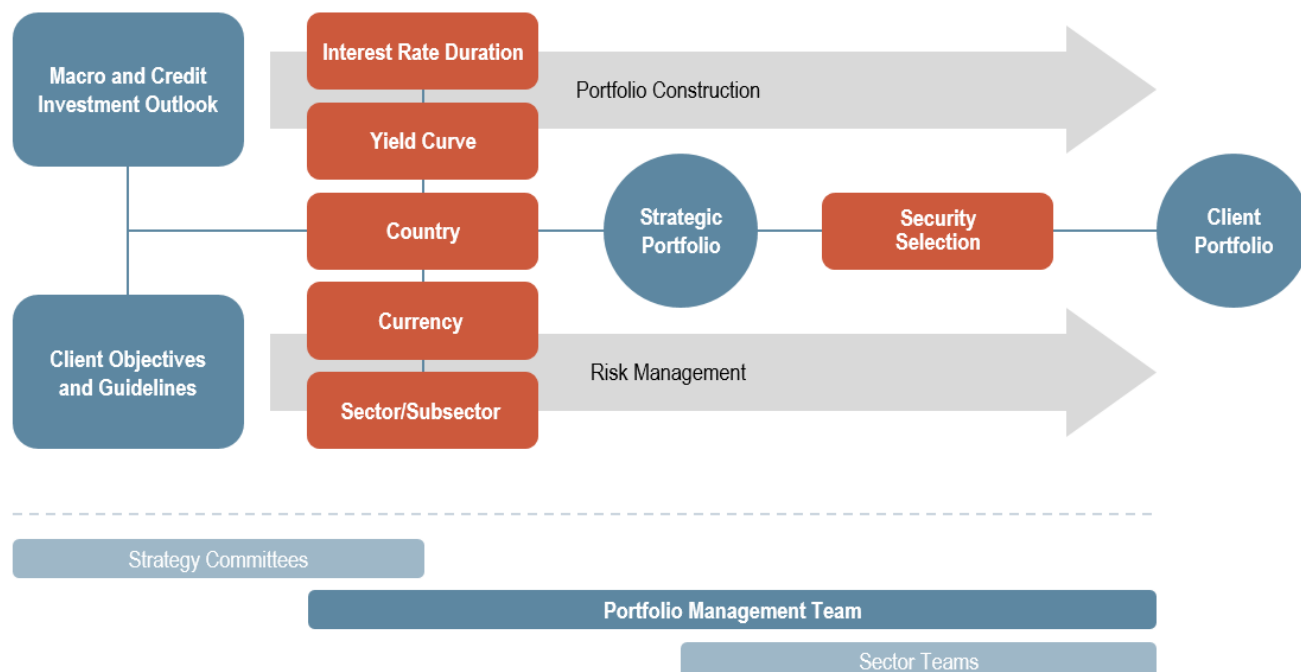 Macro and Credit
Investment Outlook
Client Objectives
and Guidelines
Interest Rate Duration
Yield Curve
Country
Currency
Sector/Subsector
Portfolio Construction
Strategic
Portfolio
Security
Selection
Client
Portfolio
Risk Management
Strategy Committees
Portfolio Management Team
Sector Teams